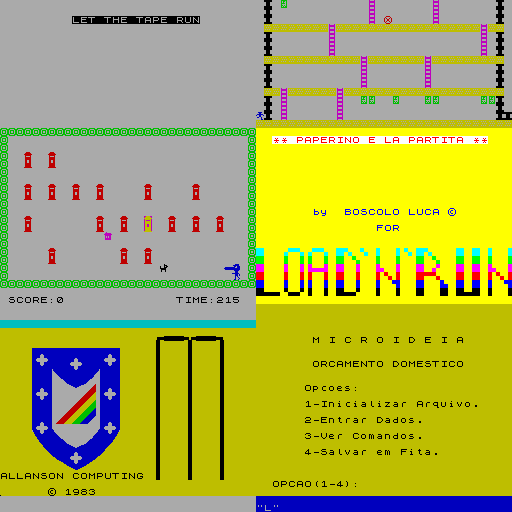 LET THE TAPE RUN
** PAPERINO E LA PARTITA **
by BOSCOLO LUCA ©
FOR
LOAD'N'RUN
SCORE:0 TIME:215
ALLANSON COMPUTING
© 1983
M I C R O I D E I A
ORCAMENTO DOMESTICO
Opcoes:
1-Inicializar Arquivo.
2-Entrar Dados.
3-Ver Comandos.
4-Salvar em Fita.
OPCAO(1-4):
"L"